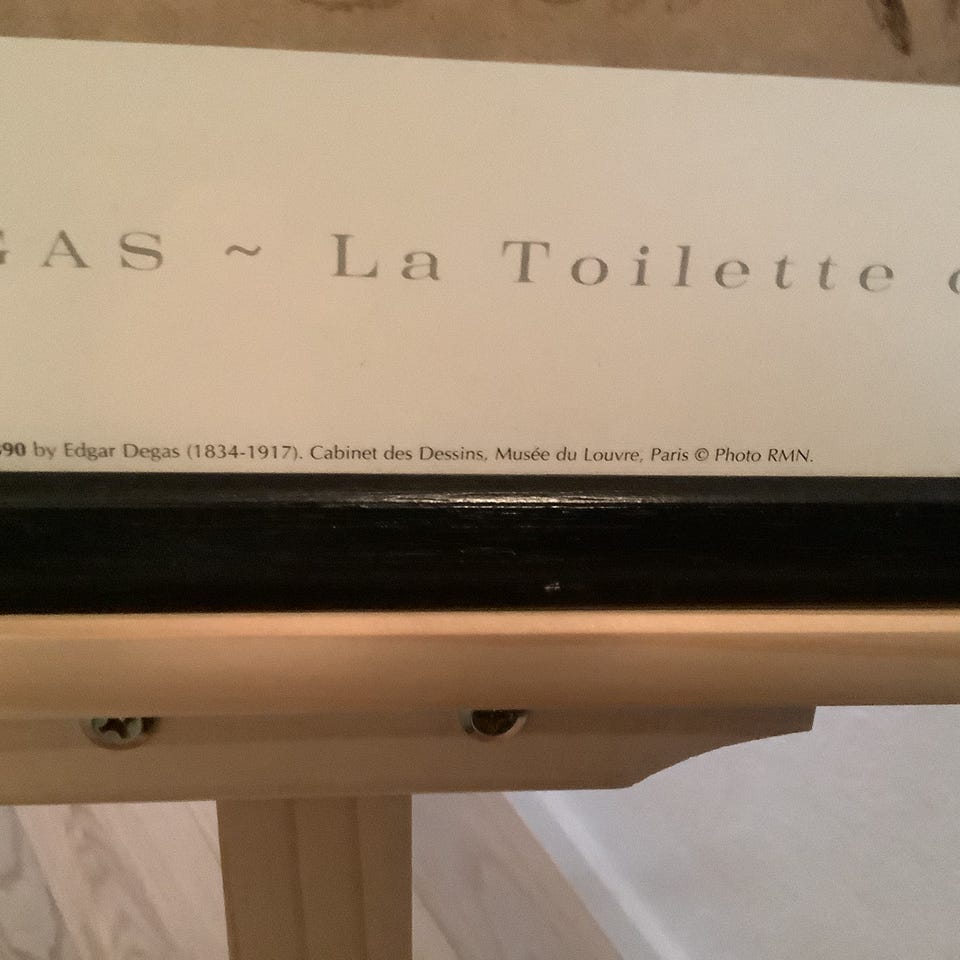 GAS ~ La Toilette
90 by Edgar Degas (1834-1917). Cabinet des Dessins, Musée du Louvre, Paris © Photo RMN.